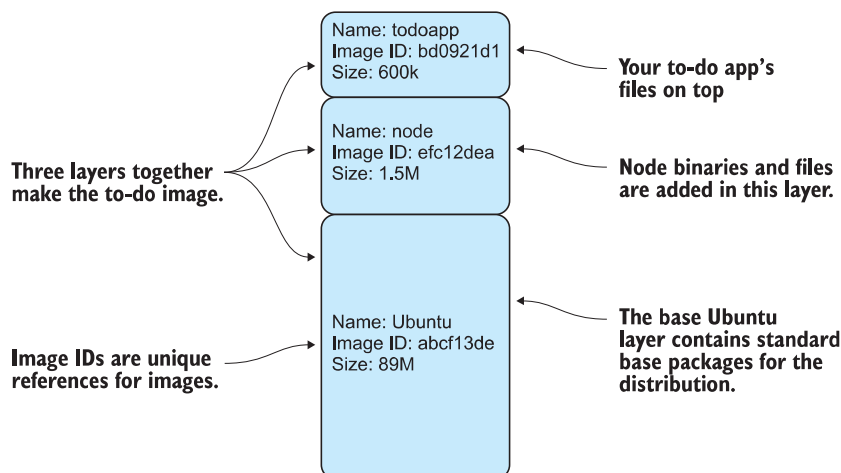 Name: todoapp
Image ID: bd0921d1
Size: 600k
Your to-do app's
files on top
Name: node
Image ID: efc12dea
Size: 1.5M
Three layers together
make the to-do image.
Node binaries and files
are added in this layer.
Name: Ubuntu
Image ID: abcf13de
Size: 89M
Image IDs are unique
references for images.
The base Ubuntu
layer contains standard
base packages for the
distribution.